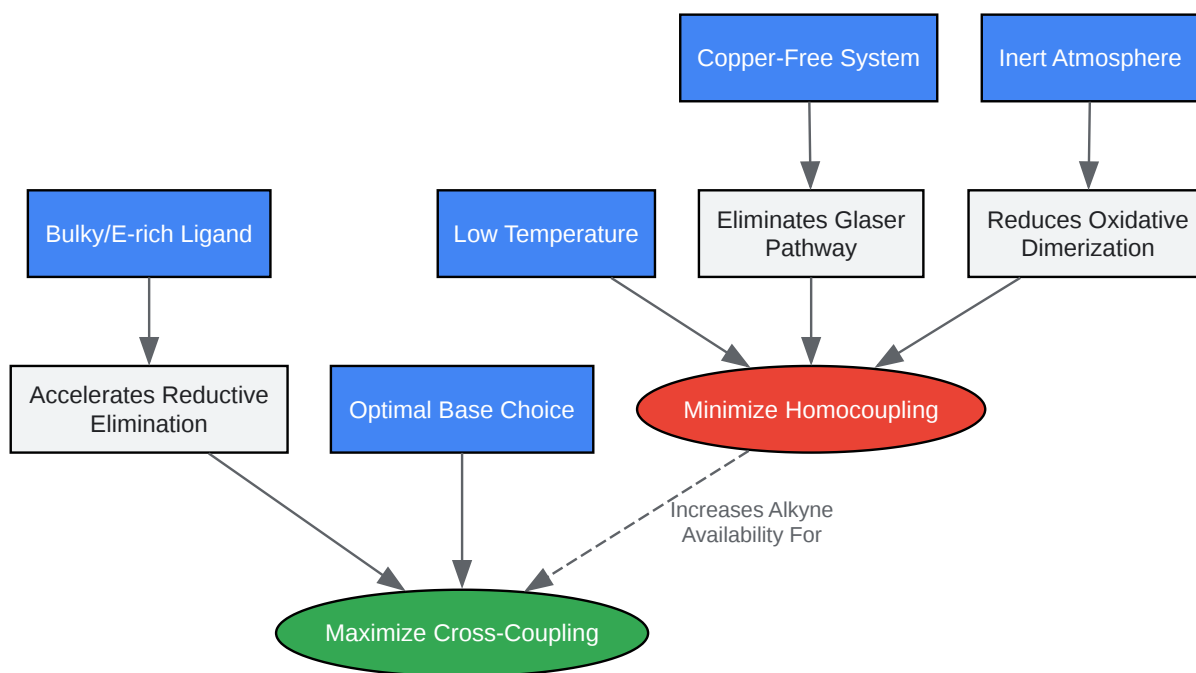 Copper-Free System
Inert Atmosphere
Bulky/E-rich Ligand
Low Temperature
Eliminates Glaser
Pathway
Reduces Oxidative
Dimerization
Accelerates Reductive
Elimination
Optimal Base Choice
Minimize Homocoupling
Increases Alkyne
Availability For
Maximize Cross-Coupling